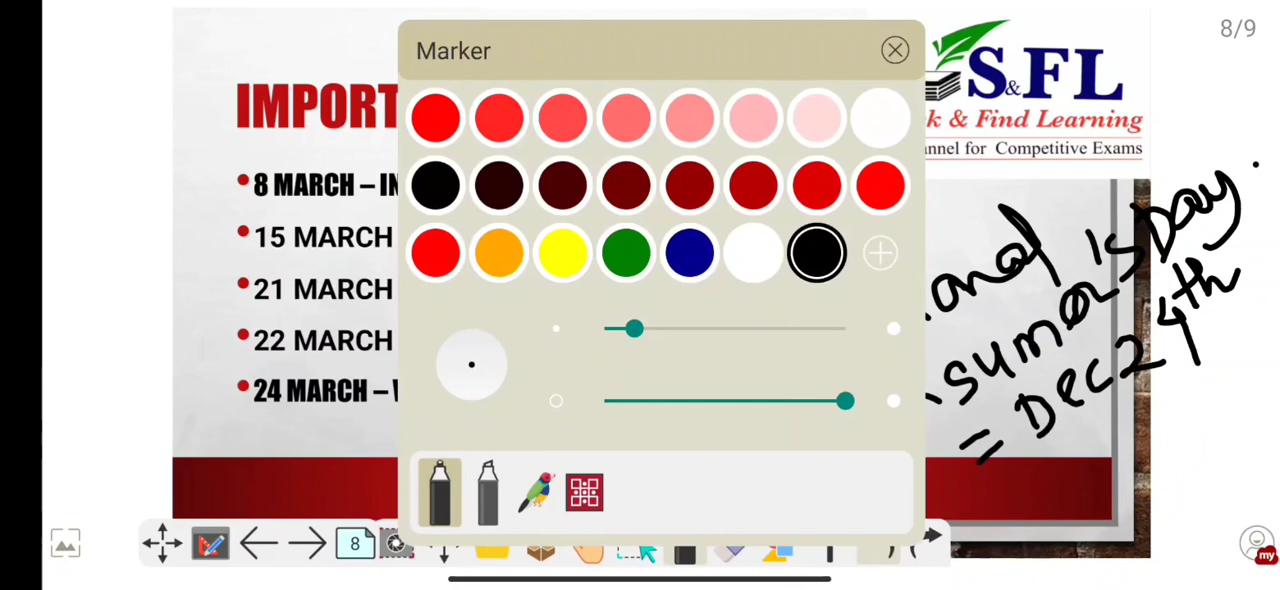 8/9
Marker
IMPORT
S&FL
k & Find Learning
nnel for Competitive Exams
8 MARCH – IN
15 MARCH
21 MARCH
22 MARCH
24 MARCH –
onal
sumer's Day.
= Dec 24th
8
my